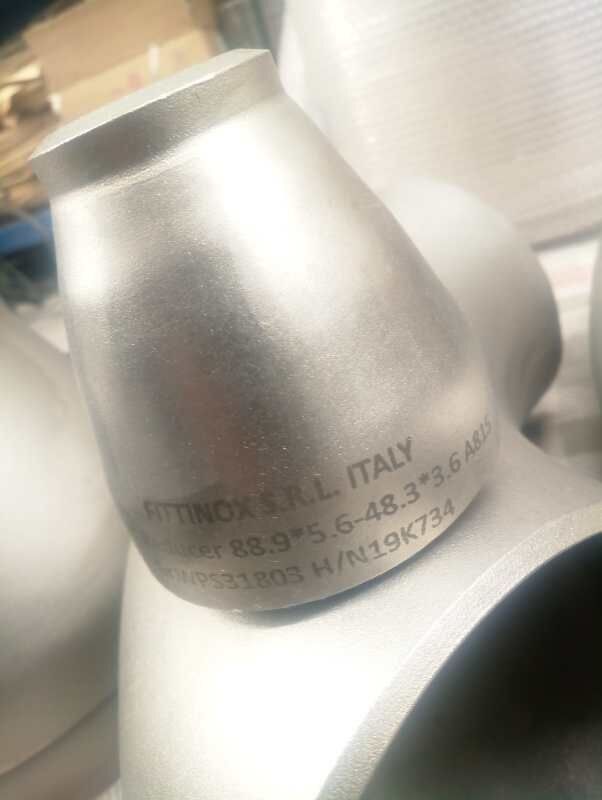 FITTINOX S.R.L. ITALY
Reducer 88.9*5.6-48.3*3.6 A815
WPS31803 H/N19K734